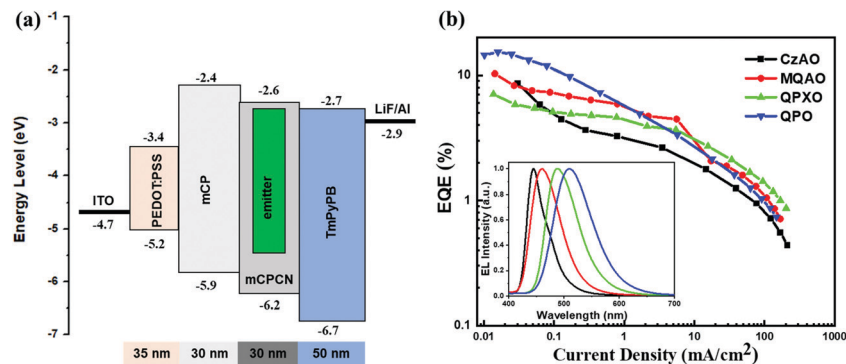 (a)
Energy Level (eV)
-1
-2
-3
-4
-5
-6
-7
ITO
-4.7
-3.4
PEDOT:PSS
-5.2
-2.4
mCP
-5.9
-2.6
emitter
mCPCN
-6.2
-2.7
TmPyPB
-6.7
LiF/Al
-2.9
35 nm 30 nm 30 nm 50 nm
(b)
EQE (%)
10
1
0.1
0.01 0.1 1 10 100 1000
Current Density (mA/cm²)
CzAO
MQAO
QPXO
QPO
EL Intensity (a.u.)
1.0
0.8
0.6
0.4
0.2
0.0
400 500 600 700
Wavelength (nm)